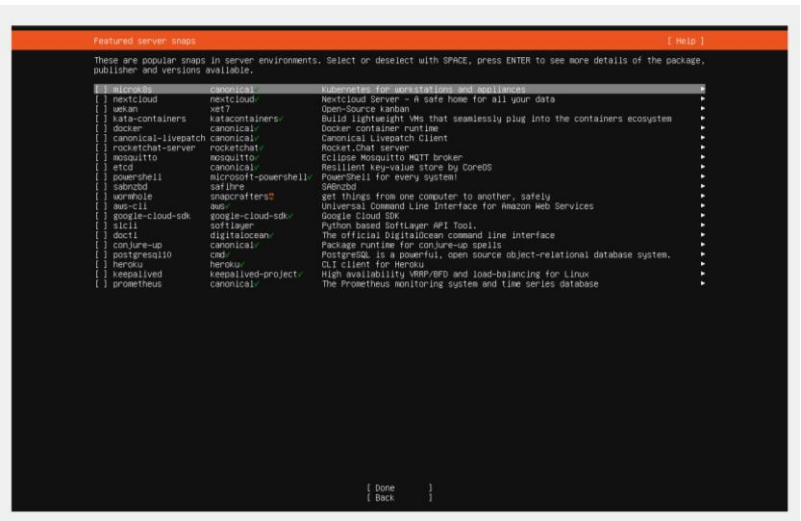 Featured server snaps [ Help ]
These are popular snaps in server environments. Select or deselect with SPACE, press ENTER to see more details of the package,
publisher and versions available.
[ ] microk8s canonical✓ Kubernetes for workstations and appliances ▸
[ ] nextcloud nextcloud✓ Nextcloud Server - A safe home for all your data ▸
[ ] wekan xet7 Open-Source kanban ▸
[ ] kata-containers katacontainers✓ Build lightweight VMs that seamlessly plug into the containers ecosystem ▸
[ ] docker canonical✓ Docker container runtime ▸
[ ] canonical-livepatch canonical✓ Canonical Livepatch Client ▸
[ ] rocketchat-server rocketchat✓ Rocket.Chat server ▸
[ ] mosquitto mosquitto✓ Eclipse Mosquitto MQTT broker ▸
[ ] etcd canonical✓ Resilient key-value store by CoreOS ▸
[ ] powershell microsoft-powershell✓ PowerShell for every system! ▸
[ ] sabnzbd safihre SABnzbd ▸
[ ] wormhole snapcrafters get things from one computer to another, safely ▸
[ ] aws-cli aws✓ Universal Command Line Interface for Amazon Web Services ▸
[ ] google-cloud-sdk google-cloud-sdk✓ Google Cloud SDK ▸
[ ] slcli softlayer Python based SoftLayer API Tool. ▸
[ ] doctl digitalocean✓ The official DigitalOcean command line interface ▸
[ ] conjure-up canonical✓ Package runtime for conjure-up spells ▸
[ ] postgresql10 cmd✓ PostgreSQL is a powerful, open source object-relational database system. ▸
[ ] heroku heroku✓ CLI client for Heroku ▸
[ ] keepalived keepalived-project✓ High availability VRRP/BFD and load-balancing for Linux ▸
[ ] prometheus canonical✓ The Prometheus monitoring system and time series database ▸
[ Done ]
[ Back ]